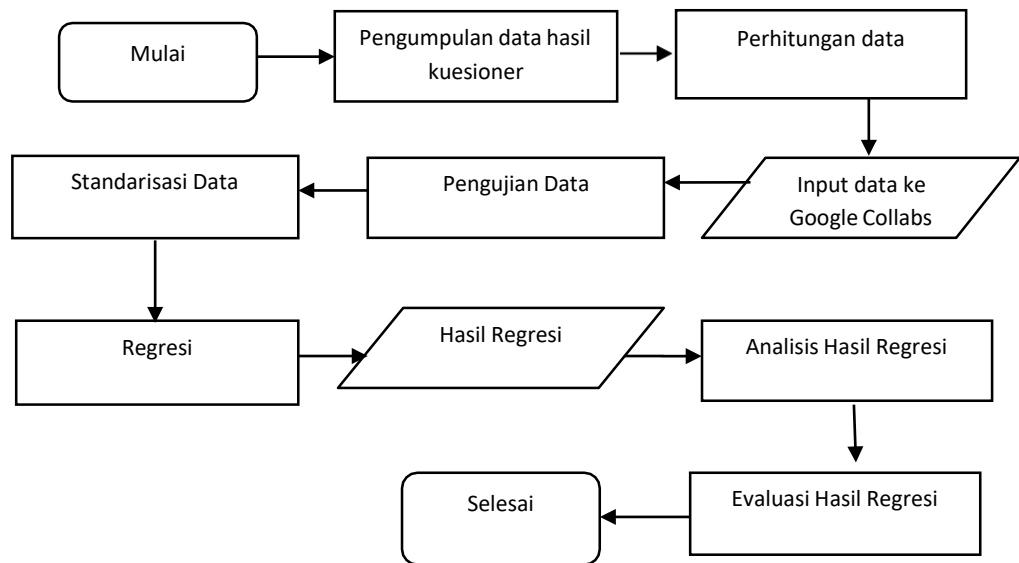 Mulai
Pengumpulan data hasil
kuesioner
Perhitungan data
Input data ke
Google Collabs
Pengujian Data
Standarisasi Data
Regresi
Hasil Regresi
Analisis Hasil Regresi
Evaluasi Hasil Regresi
Selesai